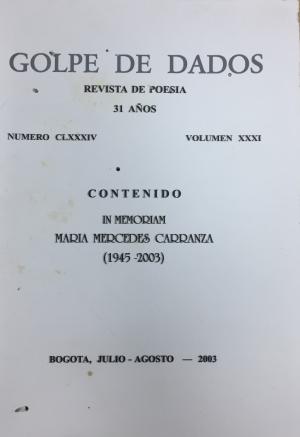 GOLPE DE DADOS
REVISTA DE POESIA
31 AÑOS
NUMERO CLXXXIV VOLUMEN XXXI
CONTENIDO
IN MEMORIAM
MARIA MERCEDES CARRANZA
(1945 -2003)
BOGOTA, JULIO - AGOSTO — 2003